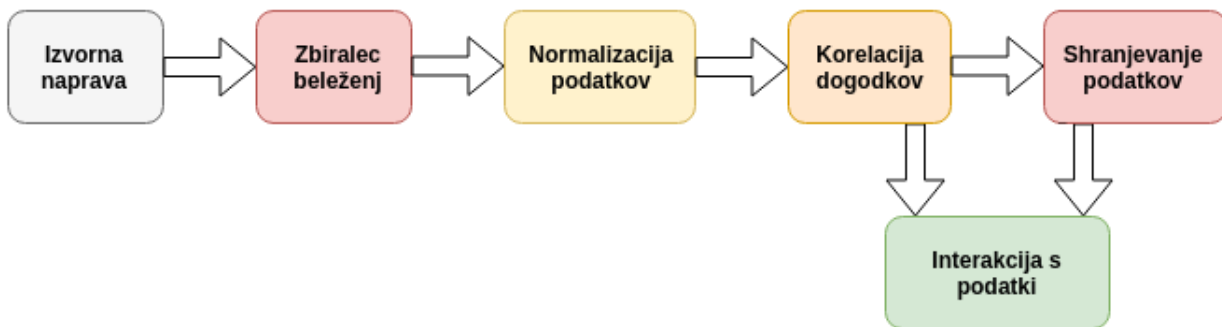 Izvorna
naprava
Zbiralec
beleženj
Normalizacija
podatkov
Korelacija
dogodkov
Shranjevanje
podatkov
Interakcija s
podatki